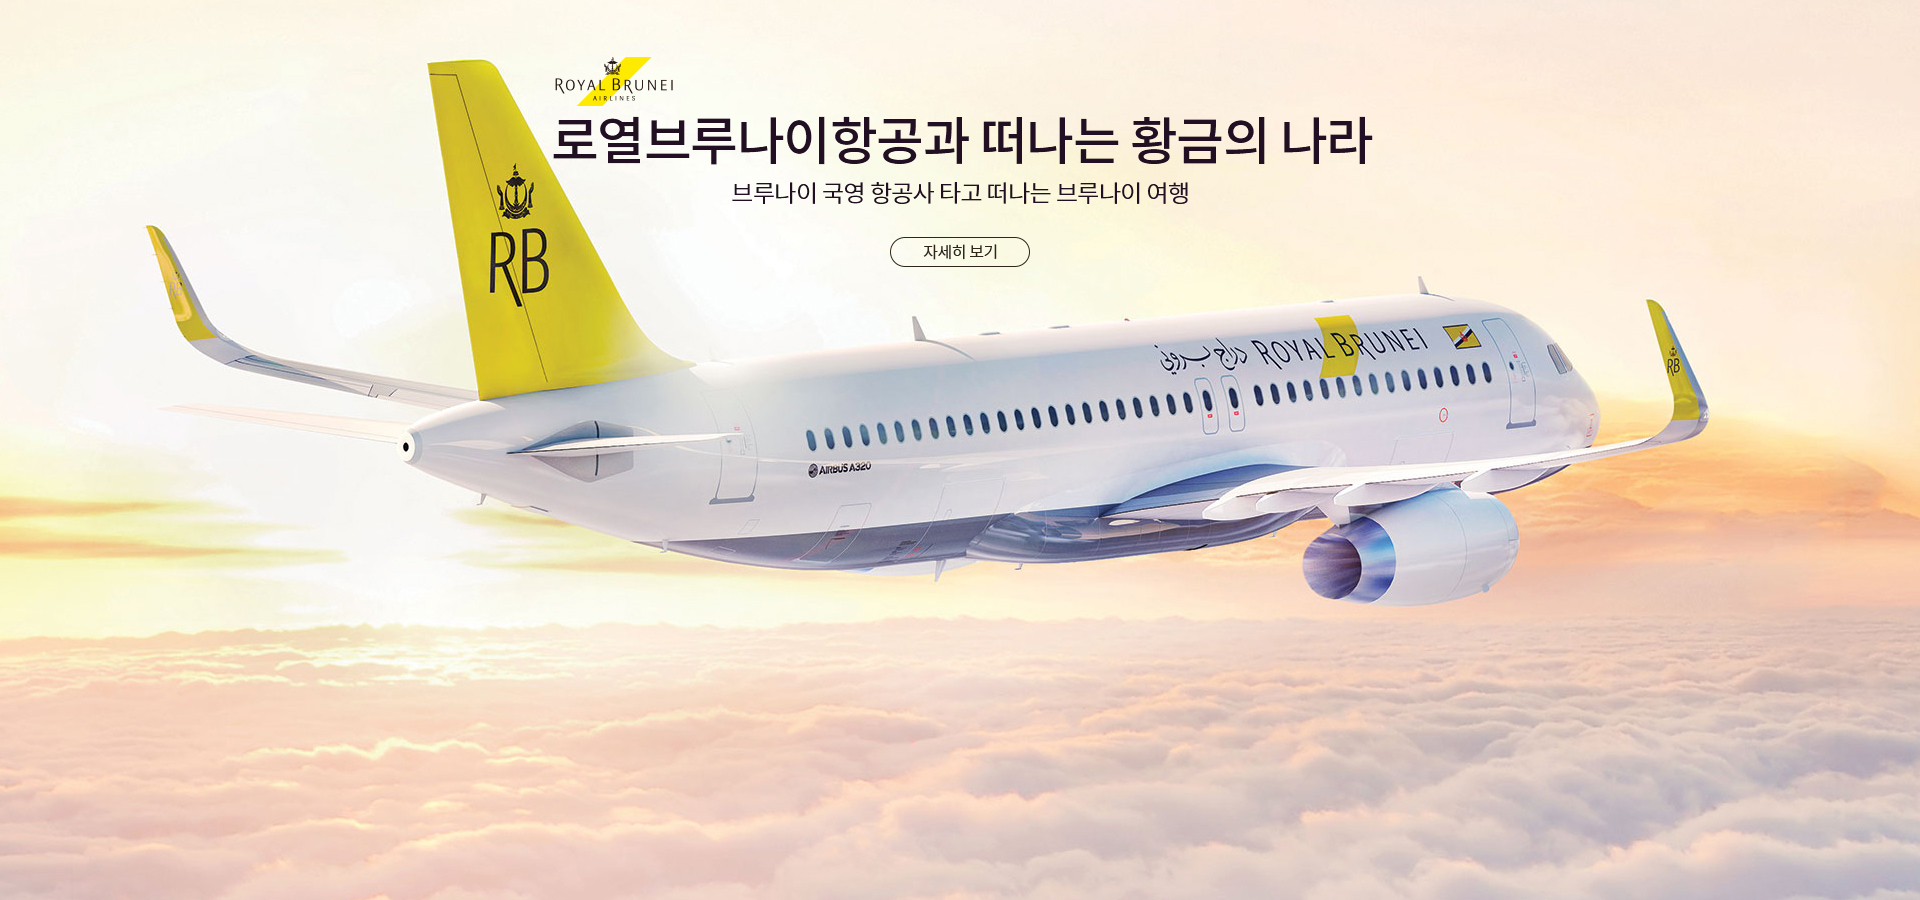 ROYAL BRUNEI
AIRLINES
로열브루나이항공과 떠나는 황금의 나라
브루나이 국영 항공사 타고 떠나는 브루나이 여행
자세히 보기
RB
دراج بروني ROYAL BRUNEI
RB
AIRBUS A320